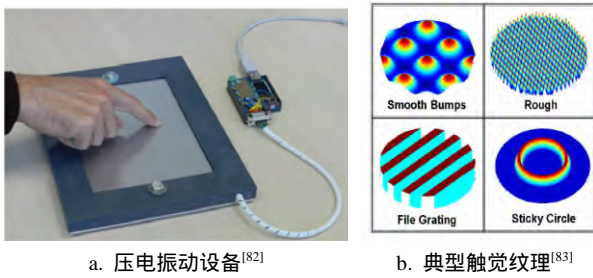 Smooth Bumps
Rough
File Grating
Sticky Circle
a. 压电振动设备[82]
b. 典型触觉纹理[83]